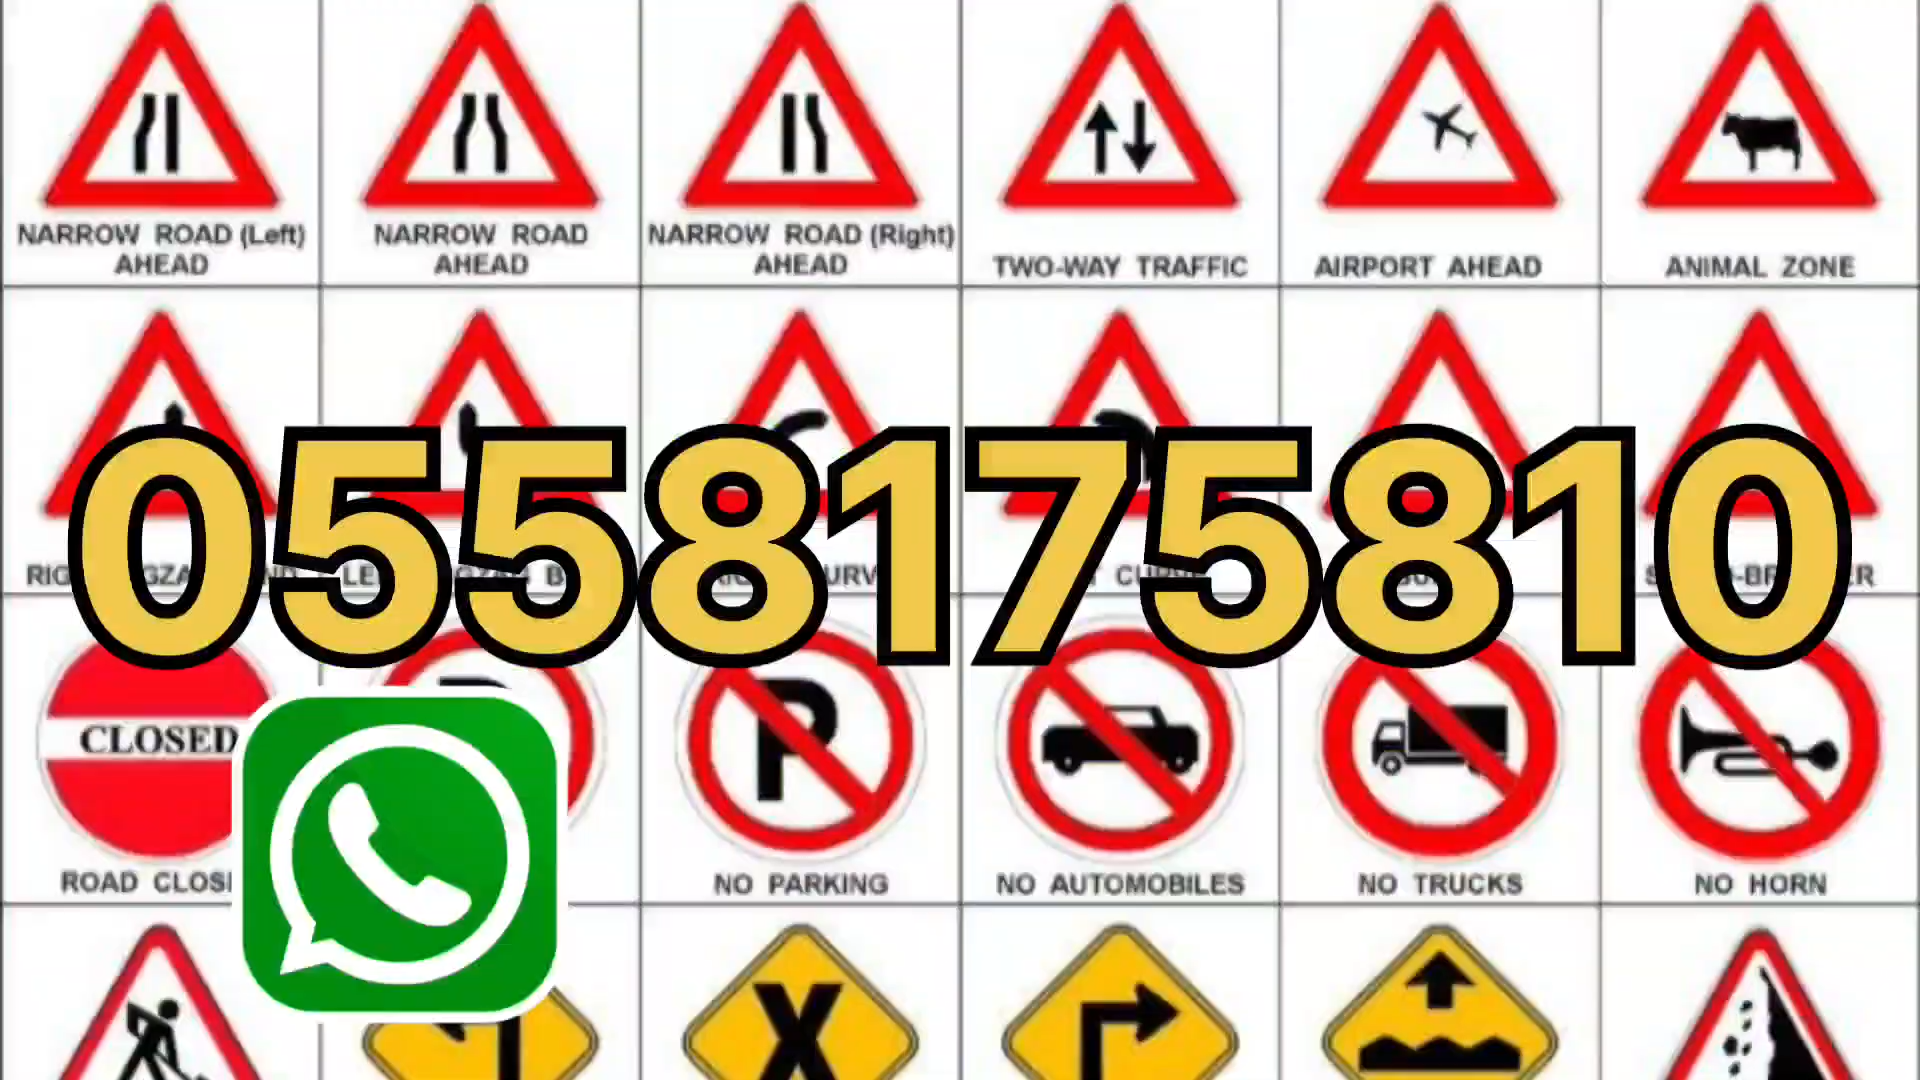 NARROW ROAD (Left)
AHEAD
NARROW ROAD
AHEAD
NARROW ROAD (Right)
AHEAD
TWO-WAY TRAFFIC
AIRPORT AHEAD
ANIMAL ZONE
0558175810
CLOSED
P
ROAD
NO PARKING
NO AUTOMOBILES
NO TRUCKS
NO HORN
X